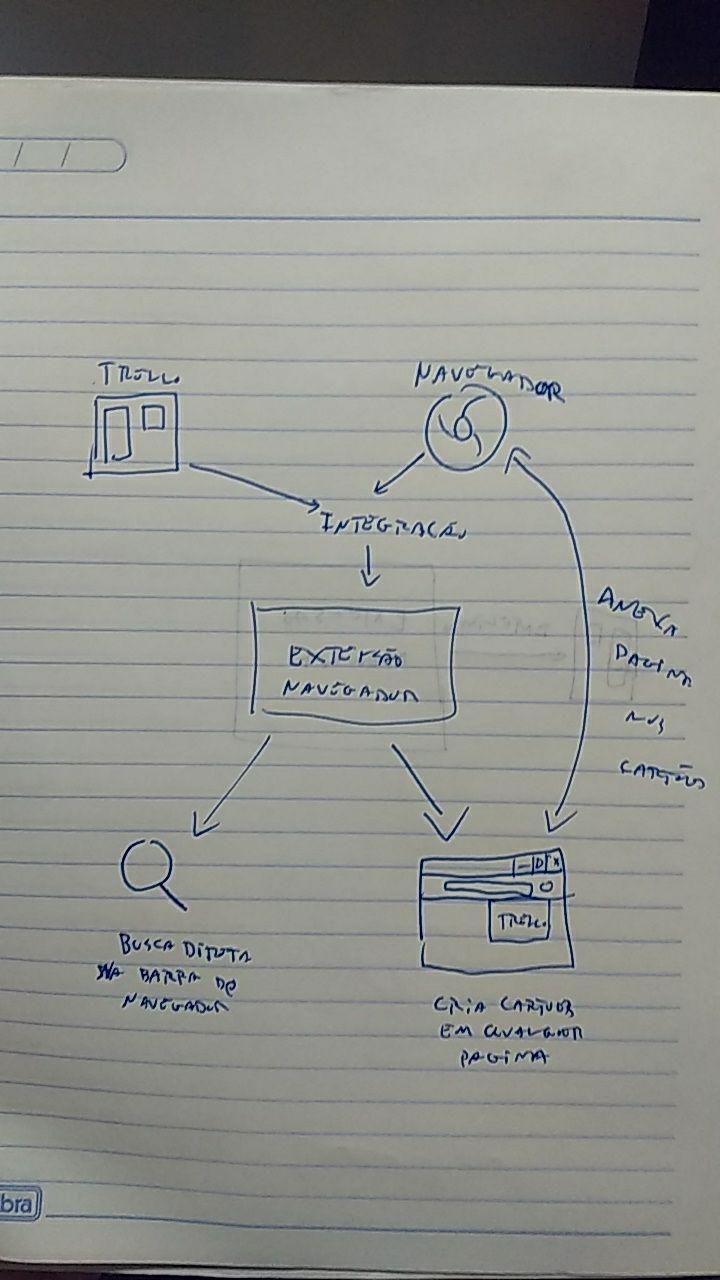 / /
TRELLO
NAVEGADOR
INTEGRAÇÃO
EXTENSÃO
NAVEGADOR
ANEXA
PAGINA
NOS
CARTÕES
- D X
TRELLO
BUSCA DIRETA
NA BARRA DO
NAVEGADOR
CRIA CARTÕES
EM QUALQUER
PAGINA
bra